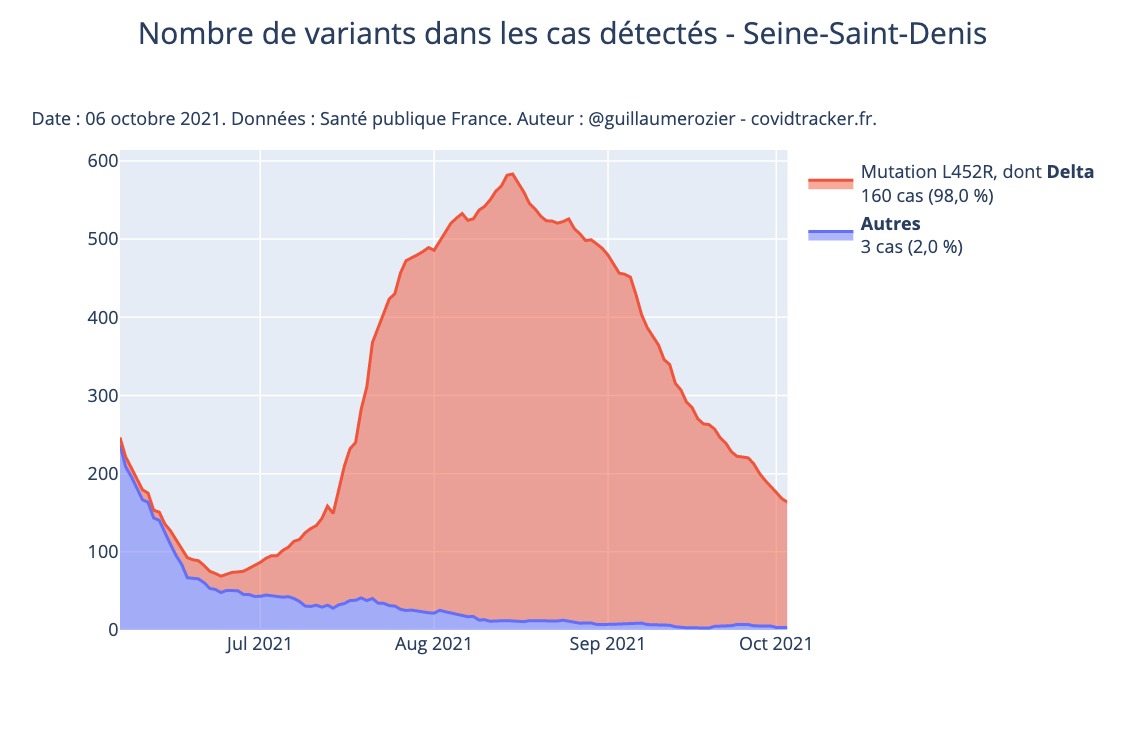 Nombre de variants dans les cas détectés - Seine-Saint-Denis
Date : 06 octobre 2021. Données : Santé publique France. Auteur : @guillaumerozier - covidtracker.fr.
Mutation L452R, dont Delta
160 cas (98,0 %)
Autres
3 cas (2,0 %)
600
500
400
300
200
100
0
Jul 2021 Aug 2021 Sep 2021 Oct 2021